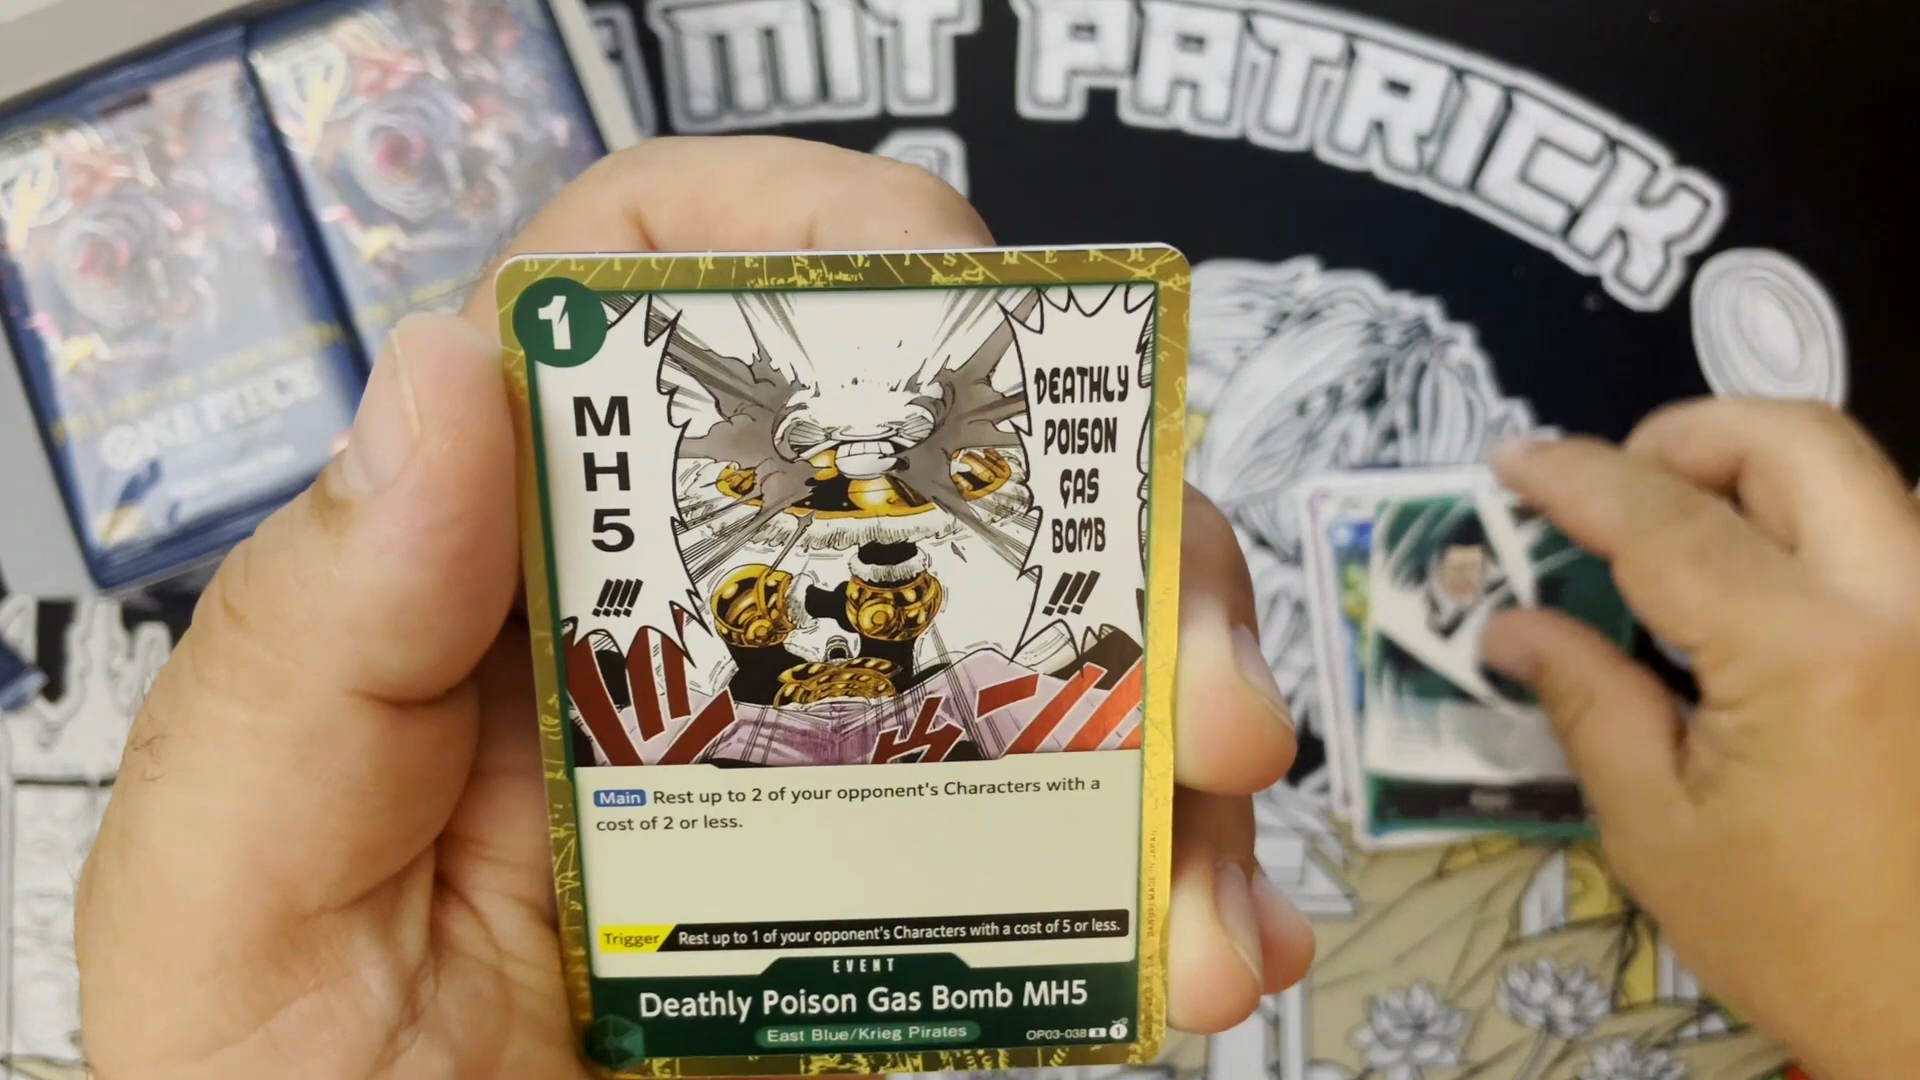 MIT PATRICK
ONE PIECE
1
MH5
!!!!
DEATHLY
POISON
GAS
BOMB
!!!
Main Rest up to 2 of your opponent's Characters with a
cost of 2 or less.
Trigger Rest up to 1 of your opponent's Characters with a cost of 5 or less.
EVENT
Deathly Poison Gas Bomb MH5
East Blue/Krieg Pirates
OP03-038 R 1